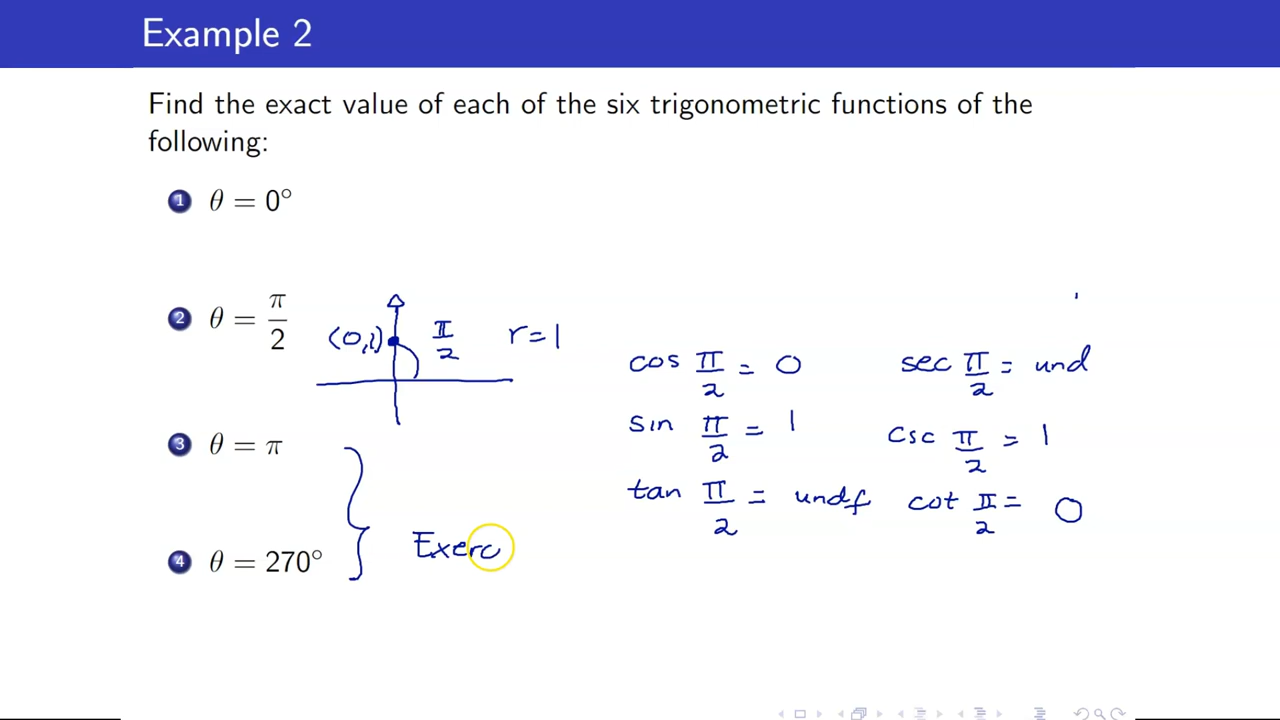 Example 2
Find the exact value of each of the six trigonometric functions of the
following:
1 θ = 0°
2 θ = π/2
(0,1) π/2 r = 1
cos π/2 = 0 sec π/2 = und
sin π/2 = 1 csc π/2 = 1
3 θ = π
tan π/2 = undf cot π/2 = 0
Exerc
4 θ = 270°